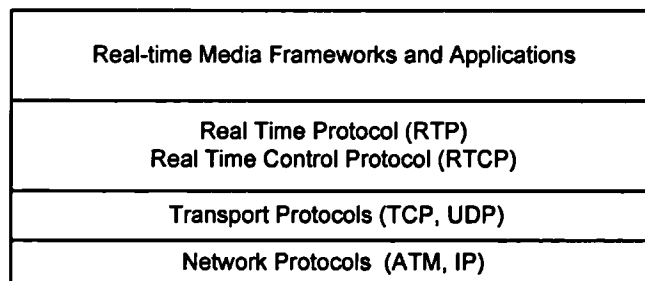 Real-time Media Frameworks and Applications
Real Time Protocol (RTP)
Real Time Control Protocol (RTCP)
Transport Protocols (TCP, UDP)
Network Protocols (ATM, IP)